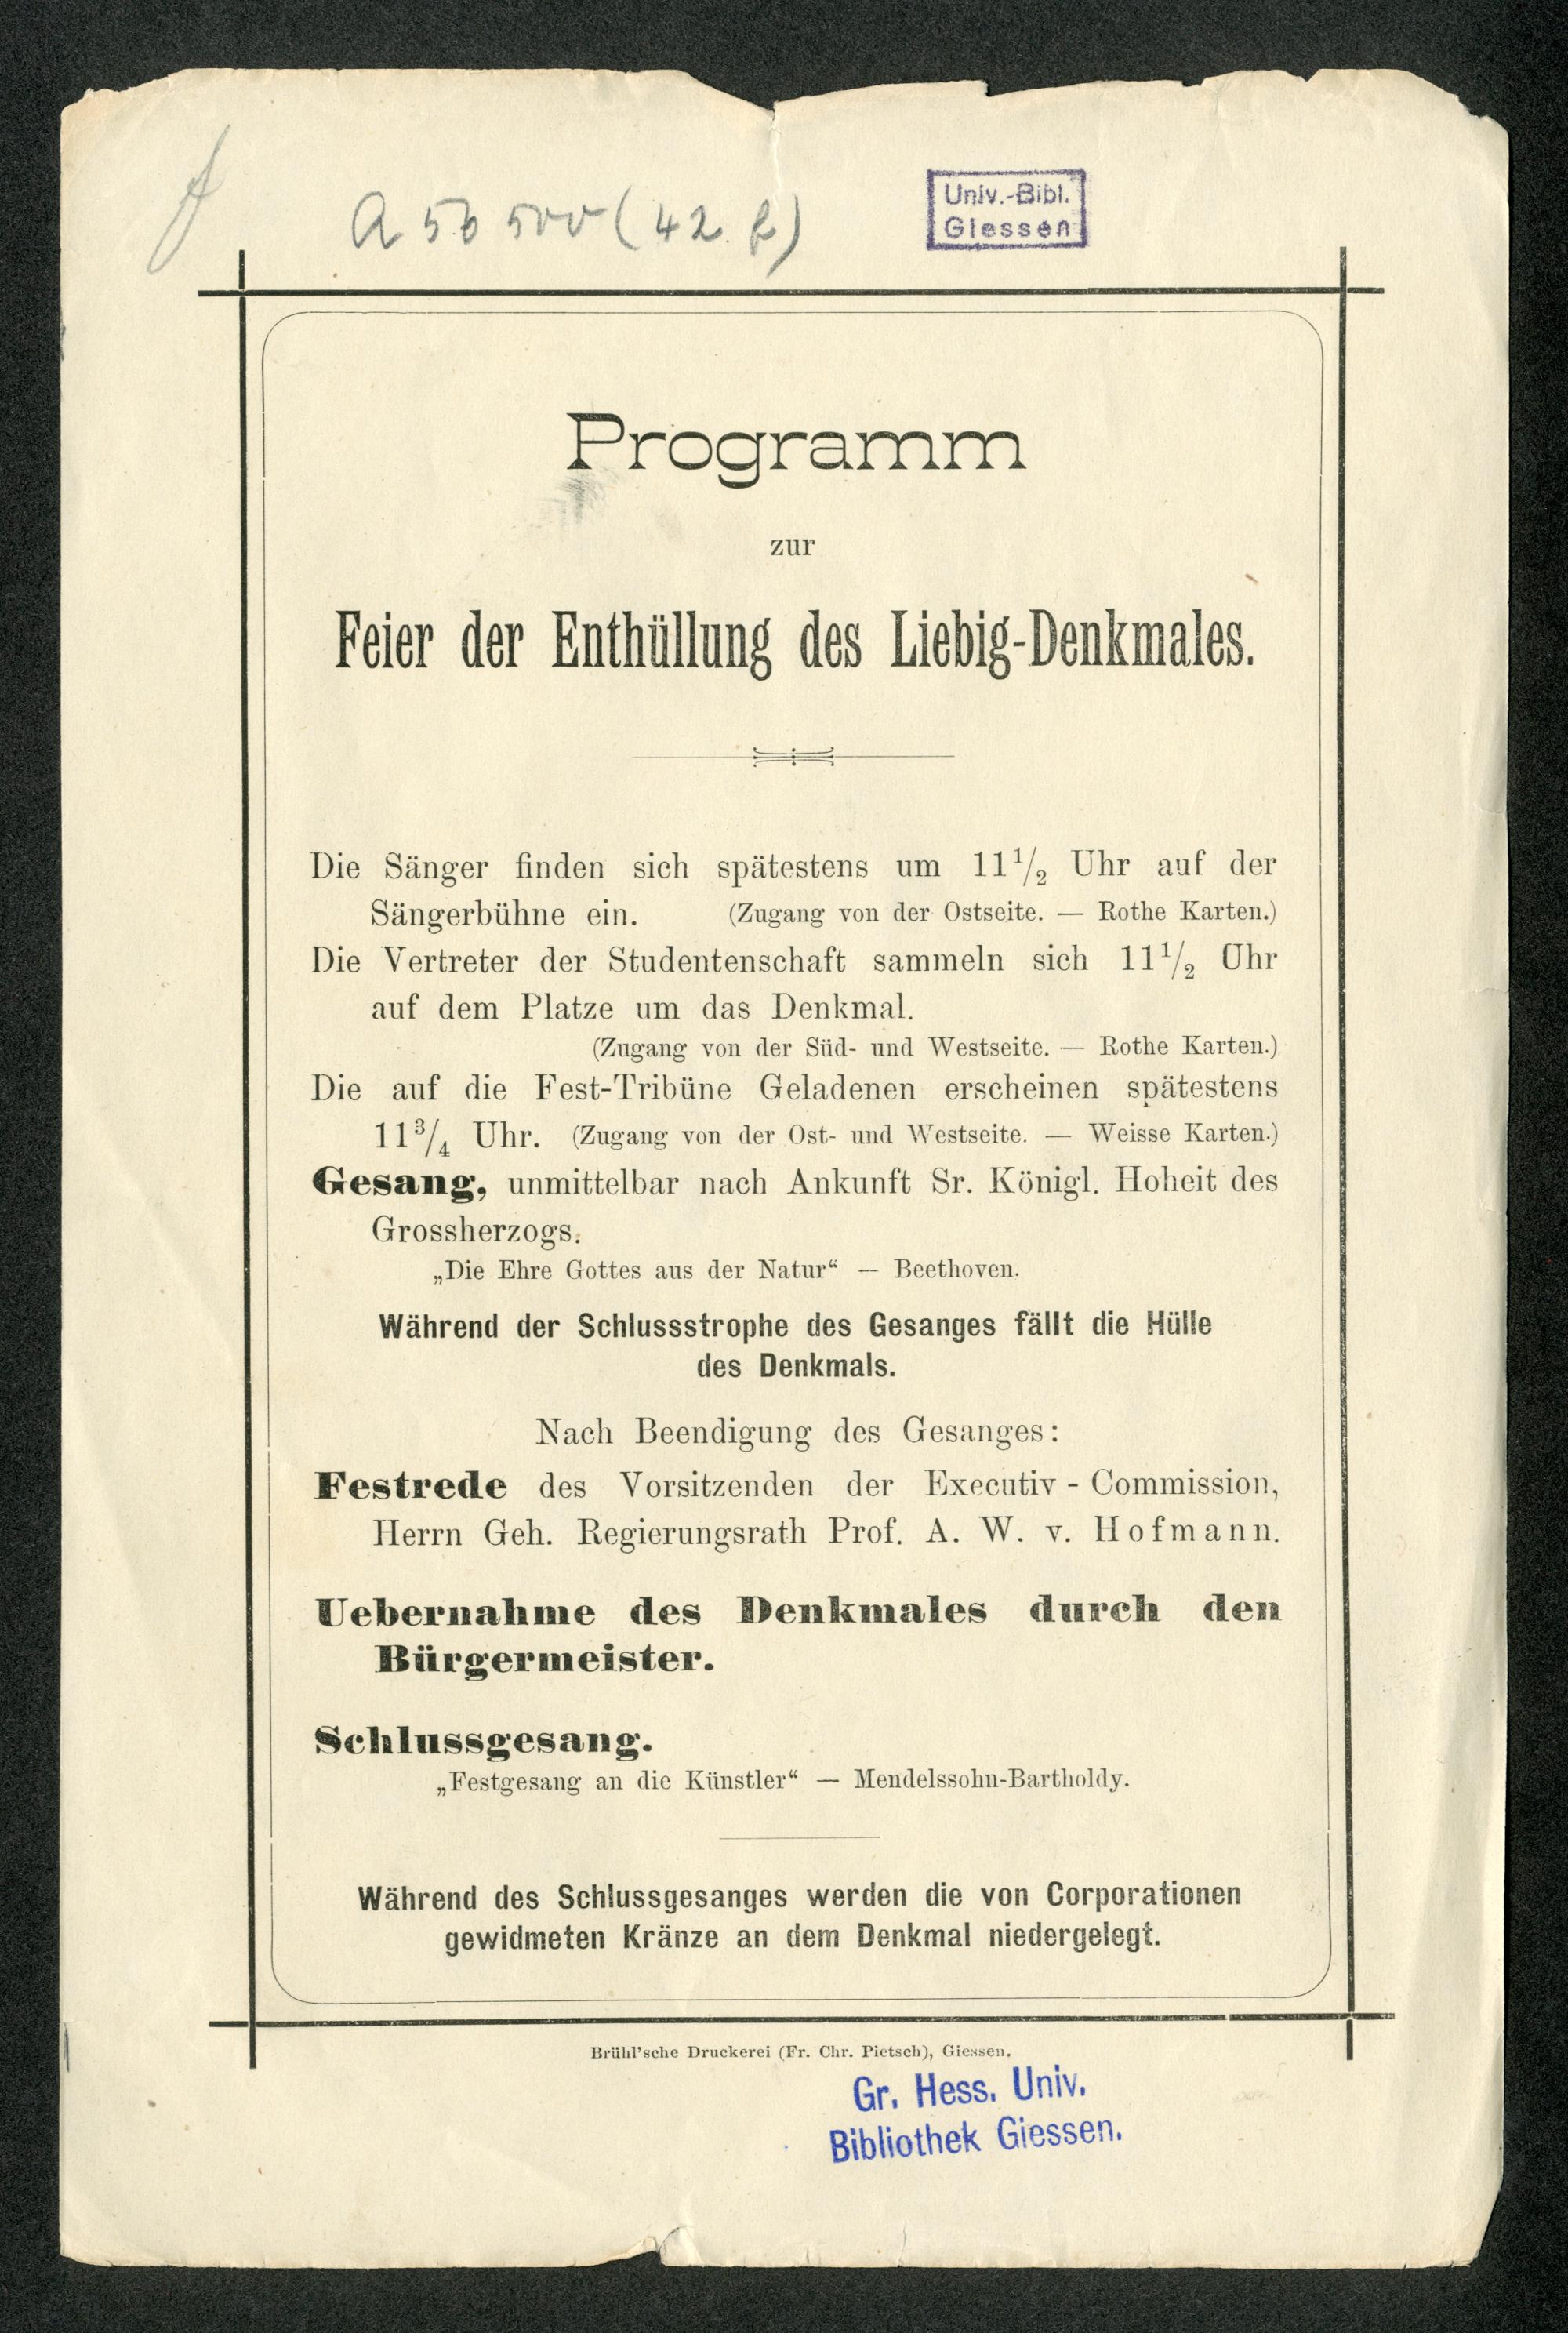 A 56 500 (42 f)
Univ.-Bibl.
Giessen
Programm
zur
Feier der Enthüllung des Liebig-Denkmales.
Die Sänger finden sich spätestens um 11 1/2 Uhr auf der
Sängerbühne ein. (Zugang von der Ostseite. — Rothe Karten.)
Die Vertreter der Studentenschaft sammeln sich 11 1/2 Uhr
auf dem Platze um das Denkmal.
(Zugang von der Süd- und Westseite. — Rothe Karten.)
Die auf die Fest-Tribüne Geladenen erscheinen spätestens
11 3/4 Uhr. (Zugang von der Ost- und Westseite. — Weisse Karten.)
Gesang, unmittelbar nach Ankunft Sr. Königl. Hoheit des
Grossherzogs.
„Die Ehre Gottes aus der Natur“ — Beethoven.
Während der Schlussstrophe des Gesanges fällt die Hülle
des Denkmals.
Nach Beendigung des Gesanges:
Festrede des Vorsitzenden der Executiv-Commission,
Herrn Geh. Regierungsrath Prof. A. W. v. Hofmann.
Uebernahme des Denkmales durch den
Bürgermeister.
Schlussgesang.
„Festgesang an die Künstler“ — Mendelssohn-Bartholdy.
Während des Schlussgesanges werden die von Corporationen
gewidmeten Kränze an dem Denkmal niedergelegt.
Brühl'sche Druckerei (Fr. Chr. Pietsch), Giessen.
Gr. Hess. Univ.
Bibliothek Giessen.